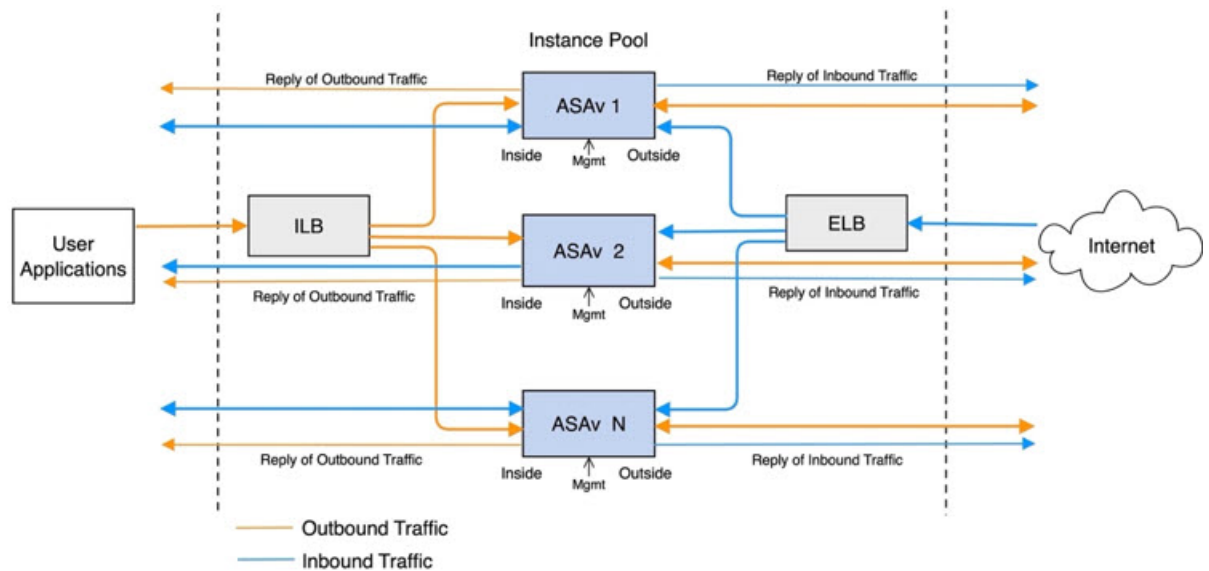 Instance Pool
Reply of Outbound Traffic
ASAv 1
Reply of Inbound Traffic
Inside
Mgmt
Outside
User
Applications
ILB
ASAv 2
ELB
Internet
Reply of Outbound Traffic
Inside
Mgmt
Outside
Reply of Inbound Traffic
ASAv N
Reply of Outbound Traffic
Inside
Mgmt
Outside
Reply of Inbound Traffic
Outbound Traffic
Inbound Traffic